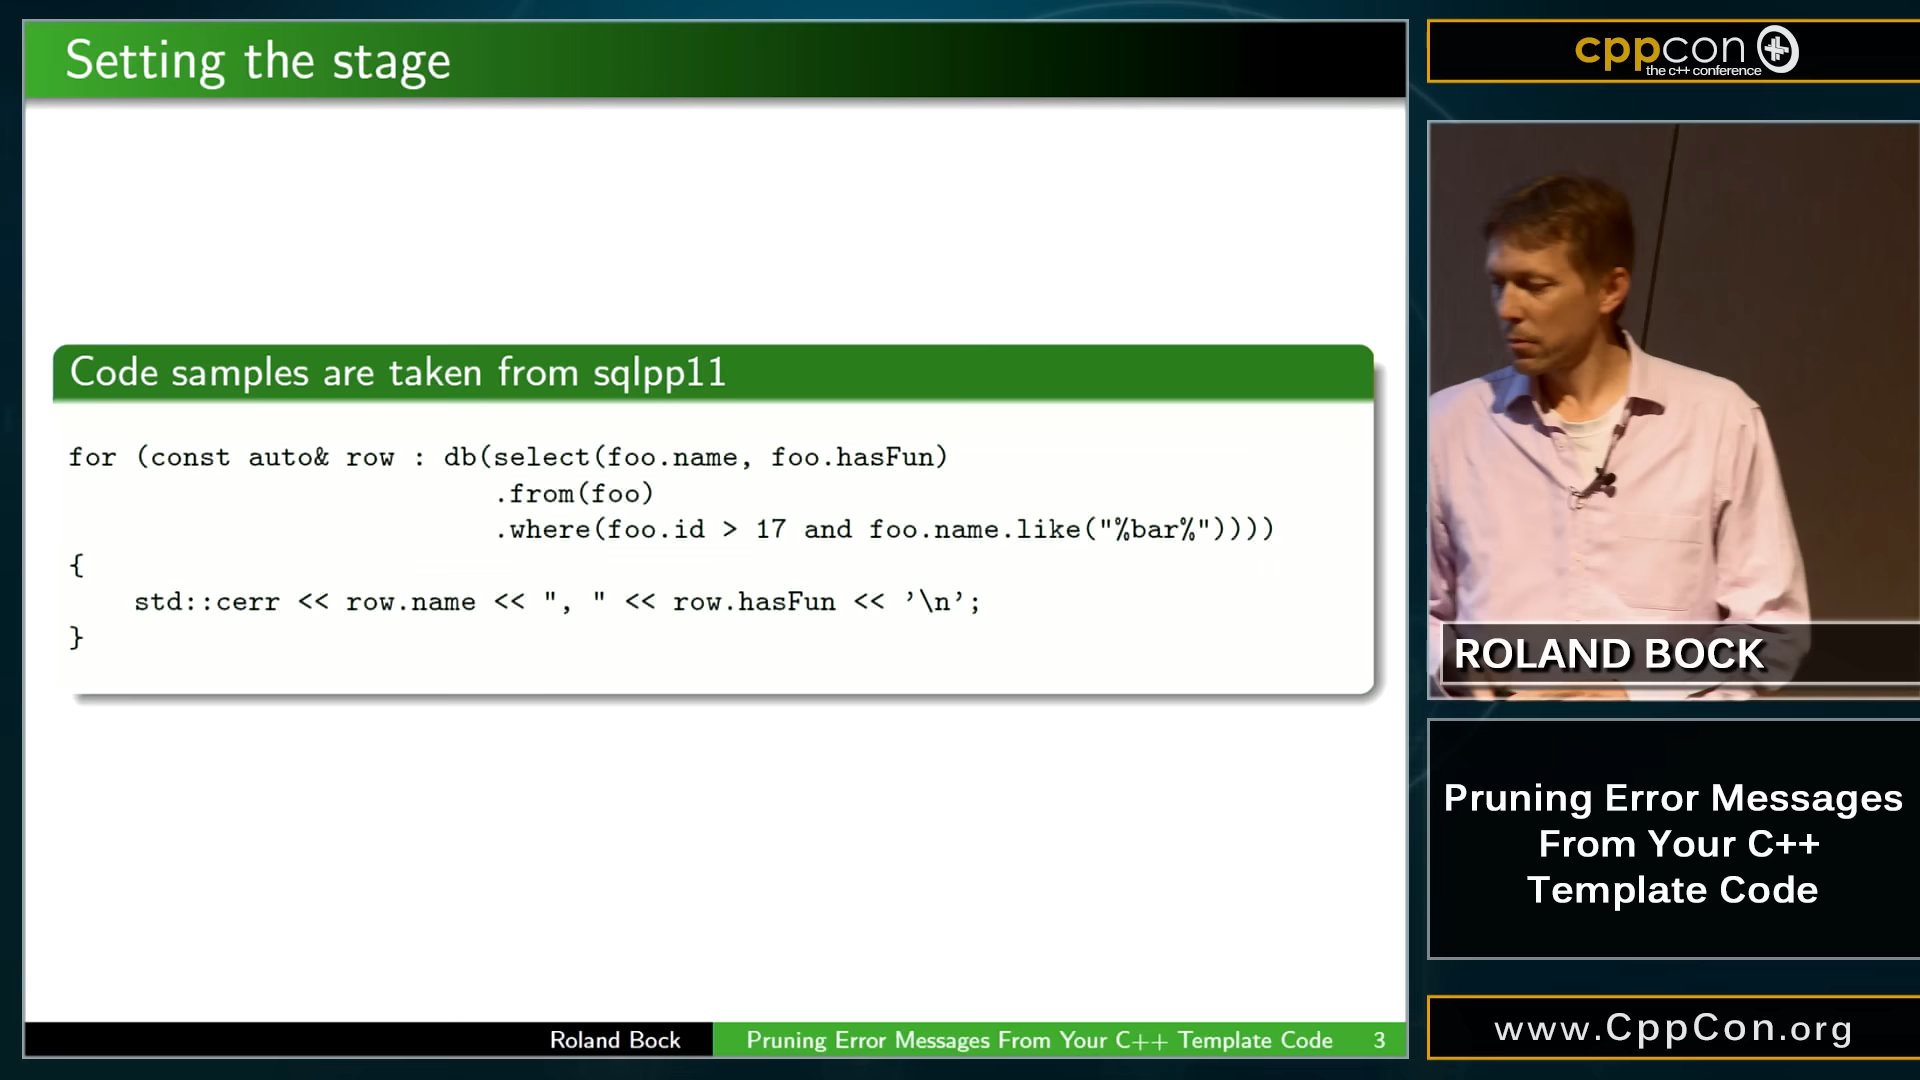 Setting the stage
Code samples are taken from sqlpp11
for (const auto& row : db(select(foo.name, foo.hasFun)
.from(foo)
.where(foo.id > 17 and foo.name.like("%bar%"))))
{
std::cerr << row.name << ", " << row.hasFun << '\n';
}
Roland Bock
Pruning Error Messages From Your C++ Template Code 3
cppcon
the c++ conference
ROLAND BOCK
Pruning Error Messages
From Your C++
Template Code
www.CppCon.org